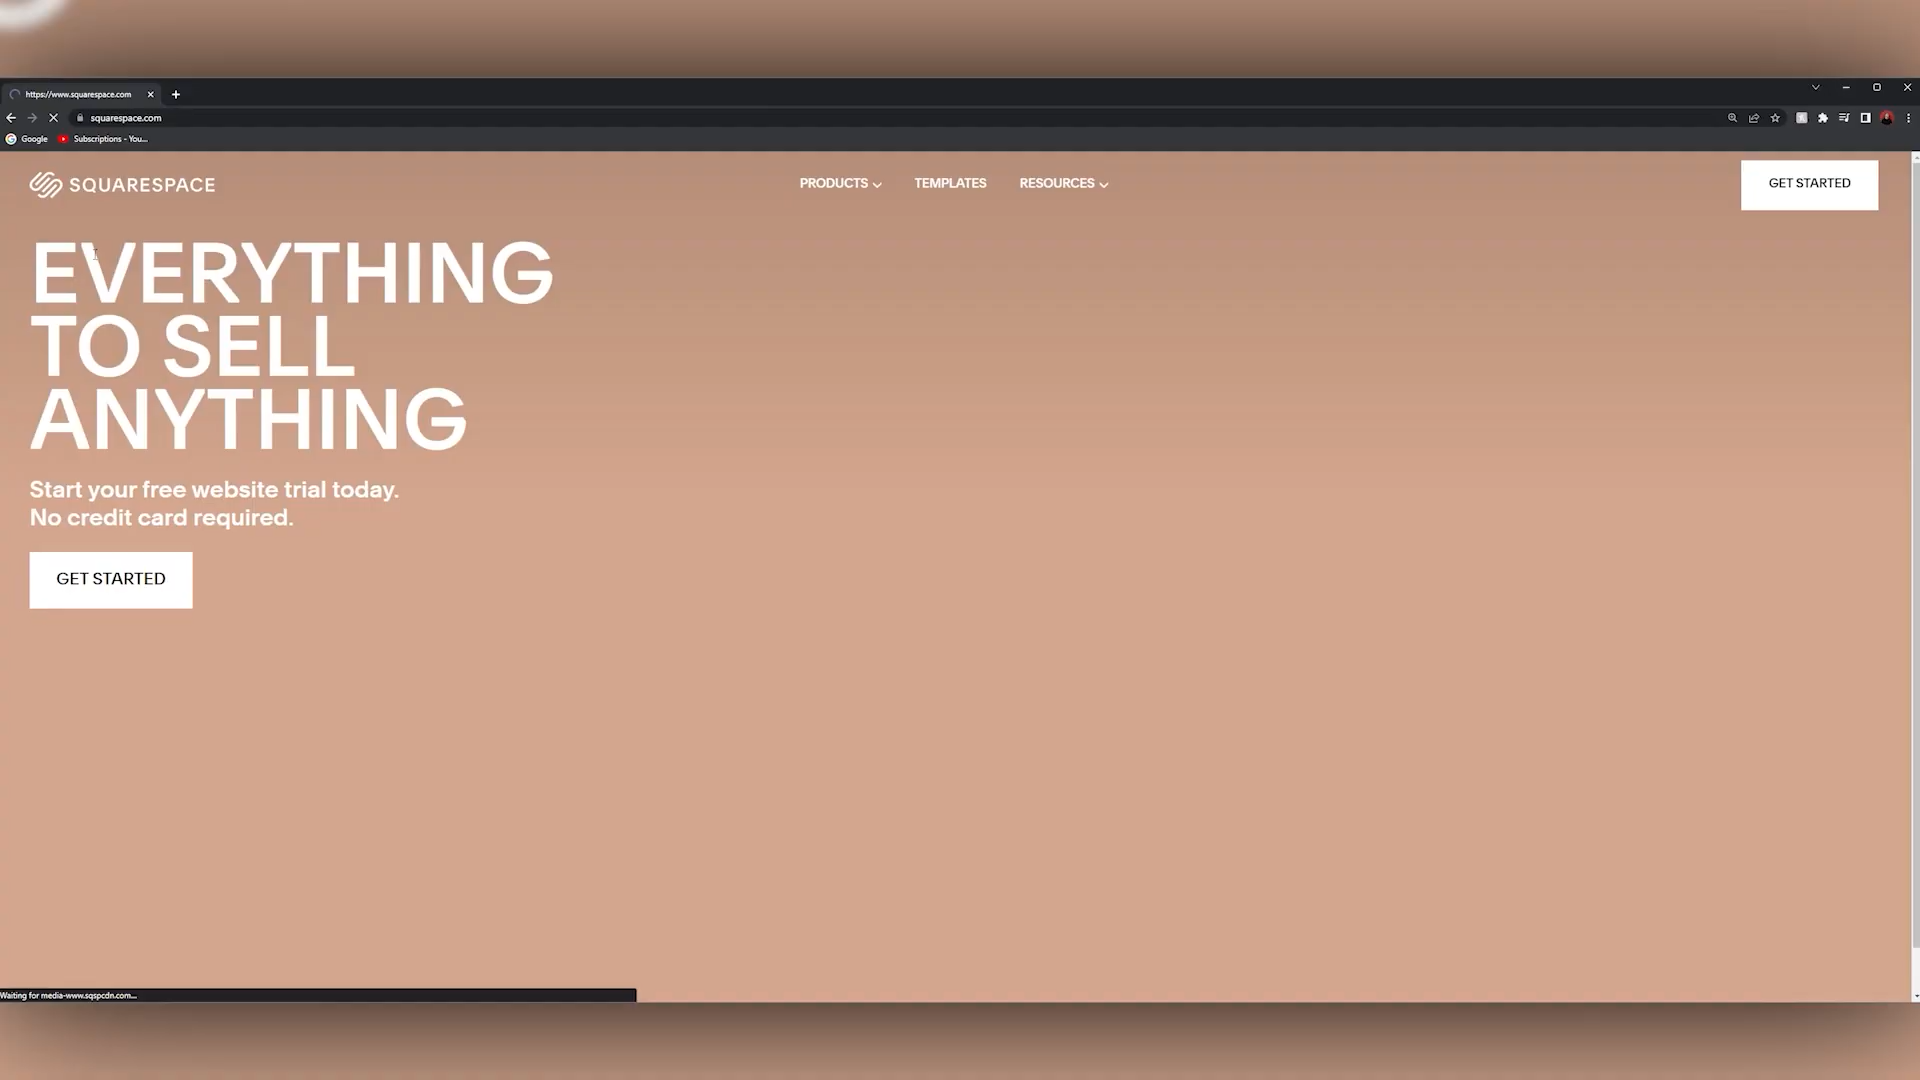 https://www.squarespace.com
squarespace.com
Google
Subscriptions - You...
SQUARESPACE
PRODUCTS
TEMPLATES
RESOURCES
GET STARTED
EVERYTHING
TO SELL
ANYTHING
Start your free website trial today.
No credit card required.
GET STARTED
Waiting for media-www.sqspcdn.com...